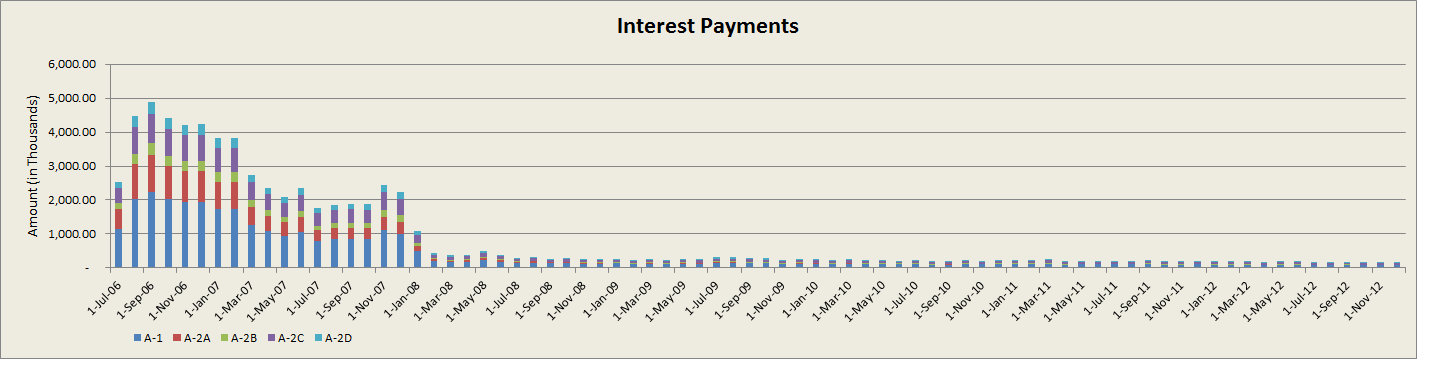 Interest Payments
Amount (in Thousands)
6,000.00
5,000.00
4,000.00
3,000.00
2,000.00
1,000.00
-
1-Jul-06
1-Sep-06
1-Nov-06
1-Jan-07
1-Mar-07
1-May-07
1-Jul-07
1-Sep-07
1-Nov-07
1-Jan-08
1-Mar-08
1-May-08
1-Jul-08
1-Sep-08
1-Nov-08
1-Jan-09
1-Mar-09
1-May-09
1-Jul-09
1-Sep-09
1-Nov-09
1-Jan-10
1-Mar-10
1-May-10
1-Jul-10
1-Sep-10
1-Nov-10
1-Jan-11
1-Mar-11
1-May-11
1-Jul-11
1-Sep-11
1-Nov-11
1-Jan-12
1-Mar-12
1-May-12
1-Jul-12
1-Sep-12
1-Nov-12
A-1 A-2A A-2B A-2C A-2D